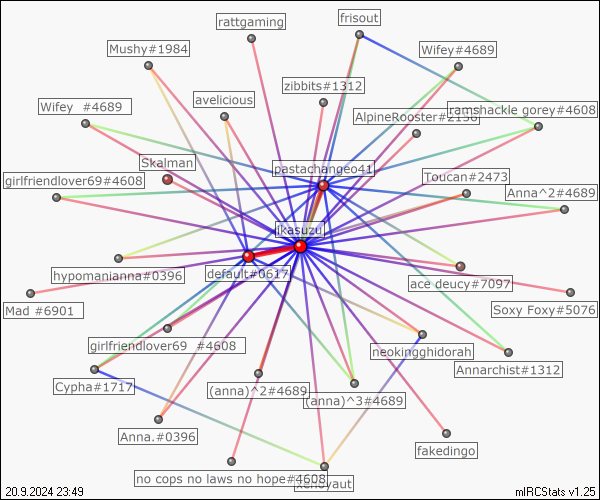 rattgaming
frisout
Mushy#1984
Wifey#4689
zibbits#1312
avelicious
Wifey  #4689
AlpineRooster#2136
ramshackle gorey#4608
Skalman
pastachangeo41
Toucan#2473
girlfriendlover69#4608
Anna^2#4689
ikasuzu
hypomanianna#0396
default#0617
ace deucy#7097
Mad #6901
Soxy Foxy#5076
girlfriendlover69  #4608
neokingghidorah
Annarchist#1312
Cypha#1717
(anna)^2#4689
(anna)^3#4689
Anna.#0396
fakedingo
no cops no laws no hope#4608
20.9.2024 23:49
mIRCStats v1.25